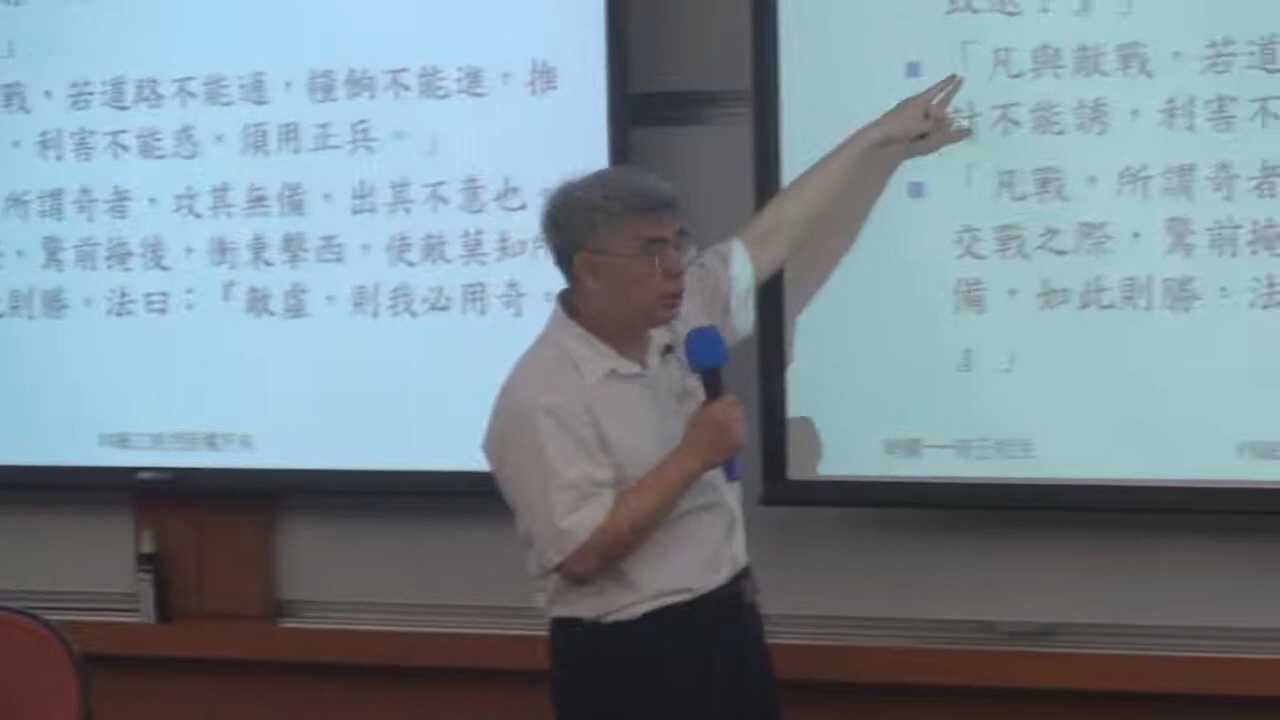 」
戰，若道路不能通，糧餉不能進，推
，利害不能惑，須用正兵。」
所謂奇者，攻其無備，出其不意也
，驚前掩後，衝東擊西，使敵莫知所
則勝。法曰：『敵虛，則我必用奇。
「凡與敵戰，若道
計不能誘，利害不
「凡戰，所謂奇者
交戰之際，驚前掩
備，如此則勝。法
』」